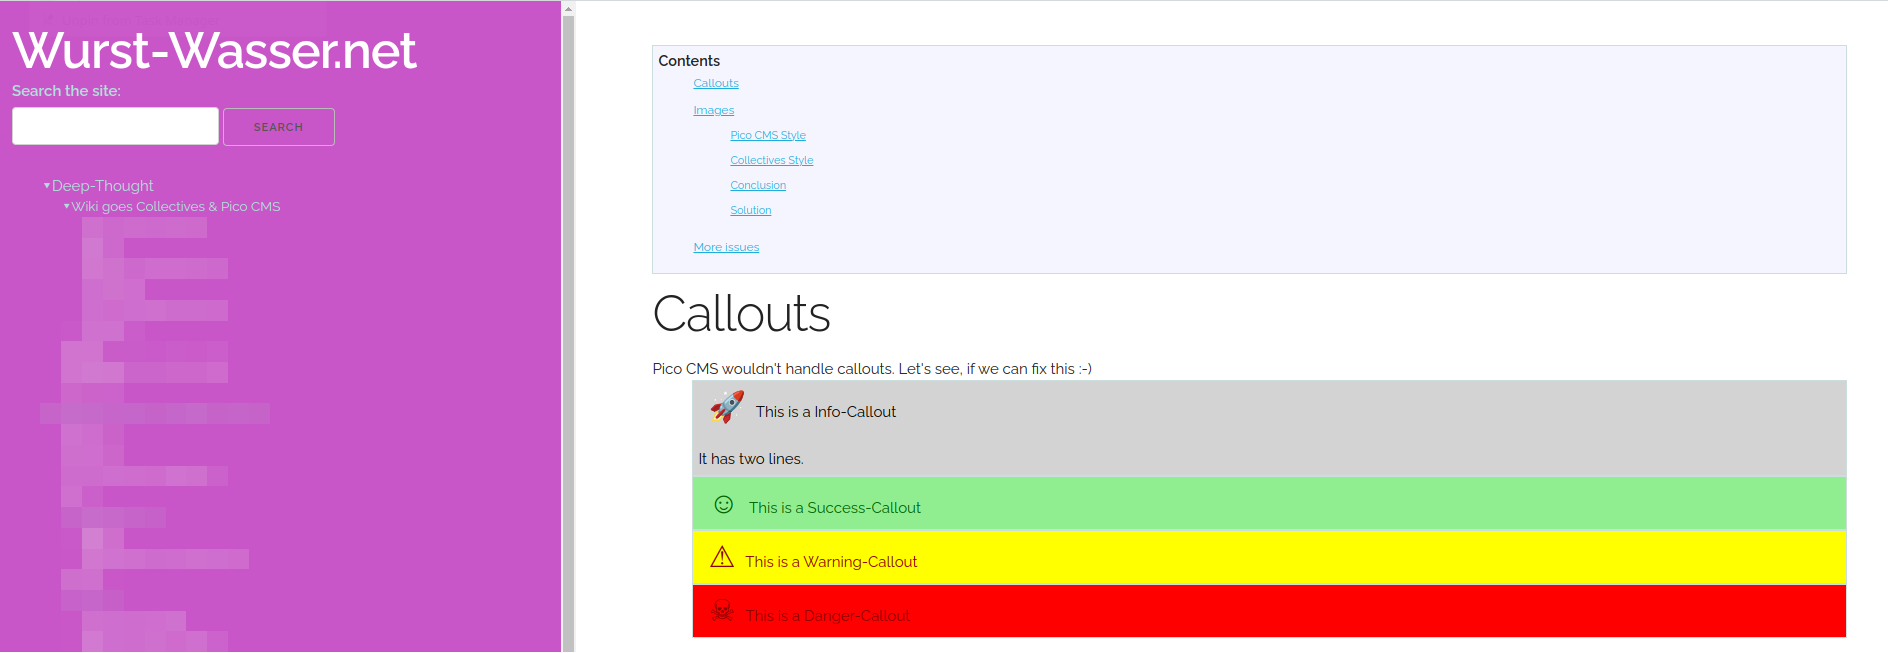 Wurst-Wasser.net
Search the site:
SEARCH
Deep-Thought
Wiki goes Collectives & Pico CMS
Contents
Callouts
Images
Pico CMS Style
Collectives Style
Conclusion
Solution
More issues
Callouts
Pico CMS wouldn't handle callouts. Let's see, if we can fix this :-)
This is a Info-Callout
It has two lines.
This is a Success-Callout
This is a Warning-Callout
This is a Danger-Callout